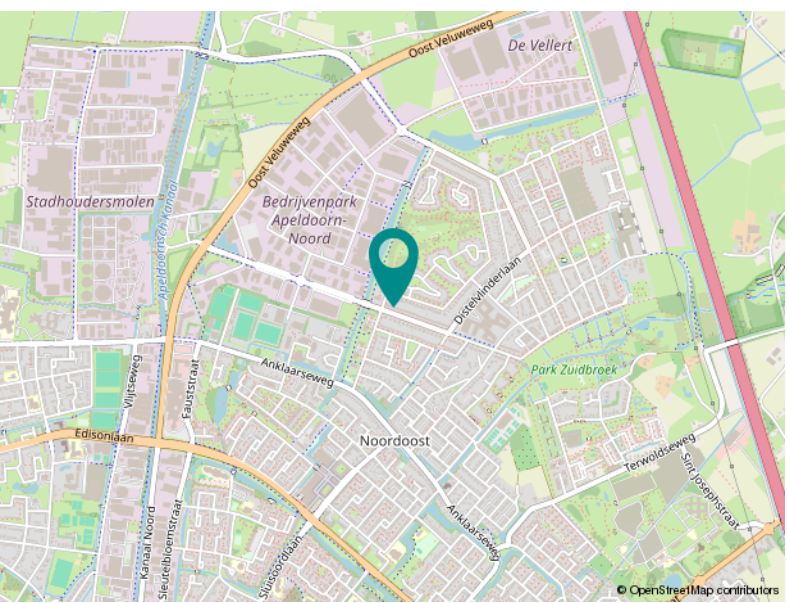 De Vellert
Oost Veluweweg
Oost Veluweweg
Stadhoudersmolen
Bedrijvenpark
Apeldoorn-
Noord
Apeldoornsch Kanaal
Distelvlinderlaan
Anklaarseweg
Park Zuidbroek
Vlijtseweg
Fauststraat
Edisonlaan
Noordoost
Terwoldseweg
Sint Josephstraat
Anklaarseweg
Kanaal Noord
Sleutelbloemstraat
Sluisoordlaan
© OpenStreetMap contributors